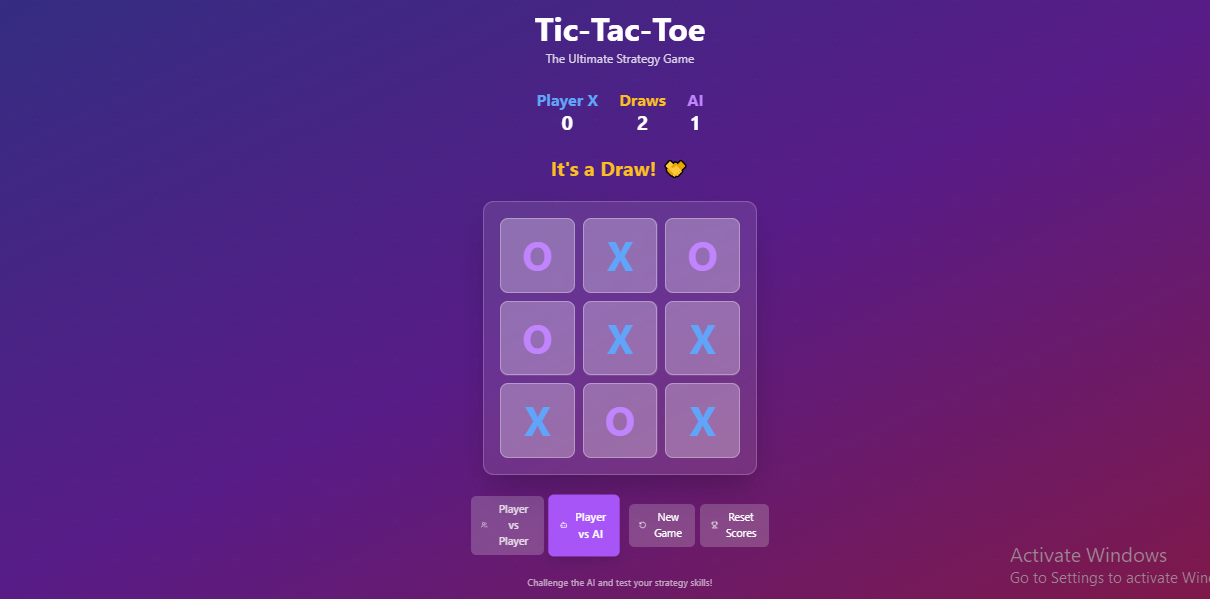 Tic-Tac-Toe
The Ultimate Strategy Game
Player X Draws AI
0 2 1
It's a Draw!
O X O
O X X
X O X
Player
vs
Player
Player
vs AI
New
Game
Reset
Scores
Activate Windows
Go to Settings to activate Win
Challenge the AI and test your strategy skills!